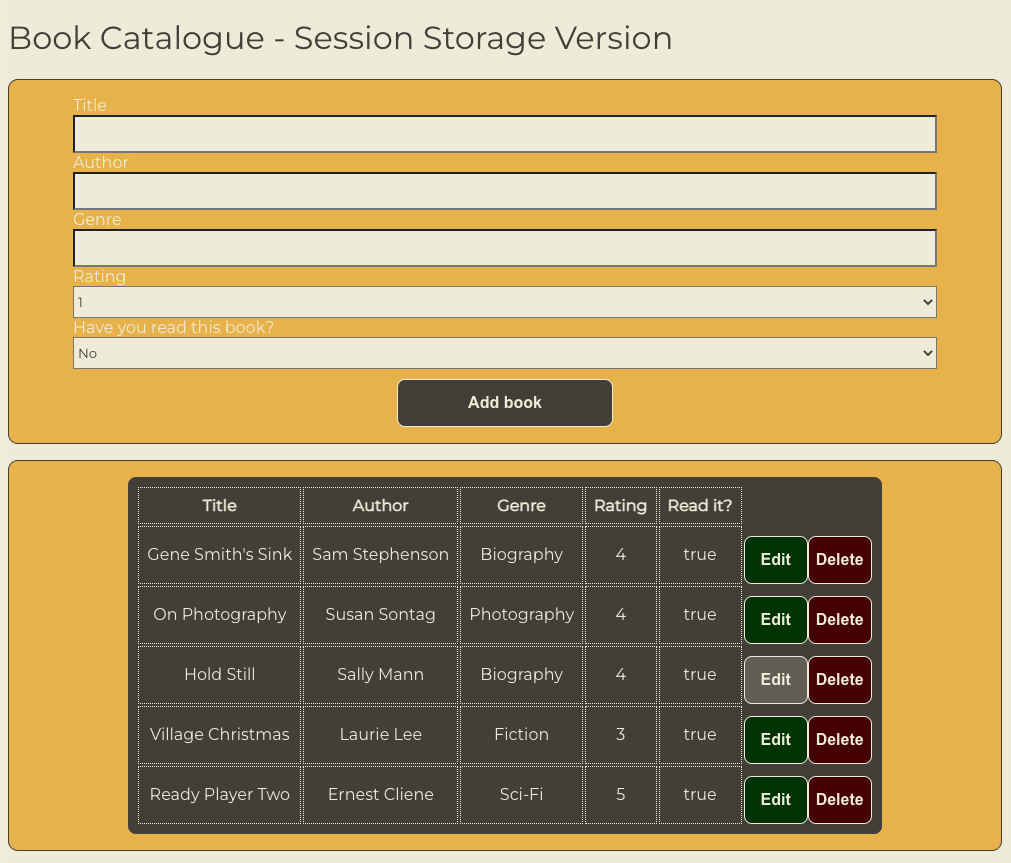 Book Catalogue - Session Storage Version
Title
Author
Genre
Rating
1
Have you read this book?
No
Add book
Title Author Genre Rating Read it?
Gene Smith's Sink Sam Stephenson Biography 4 true Edit Delete
On Photography Susan Sontag Photography 4 true Edit Delete
Hold Still Sally Mann Biography 4 true Edit Delete
Village Christmas Laurie Lee Fiction 3 true Edit Delete
Ready Player Two Ernest Cliene Sci-Fi 5 true Edit Delete